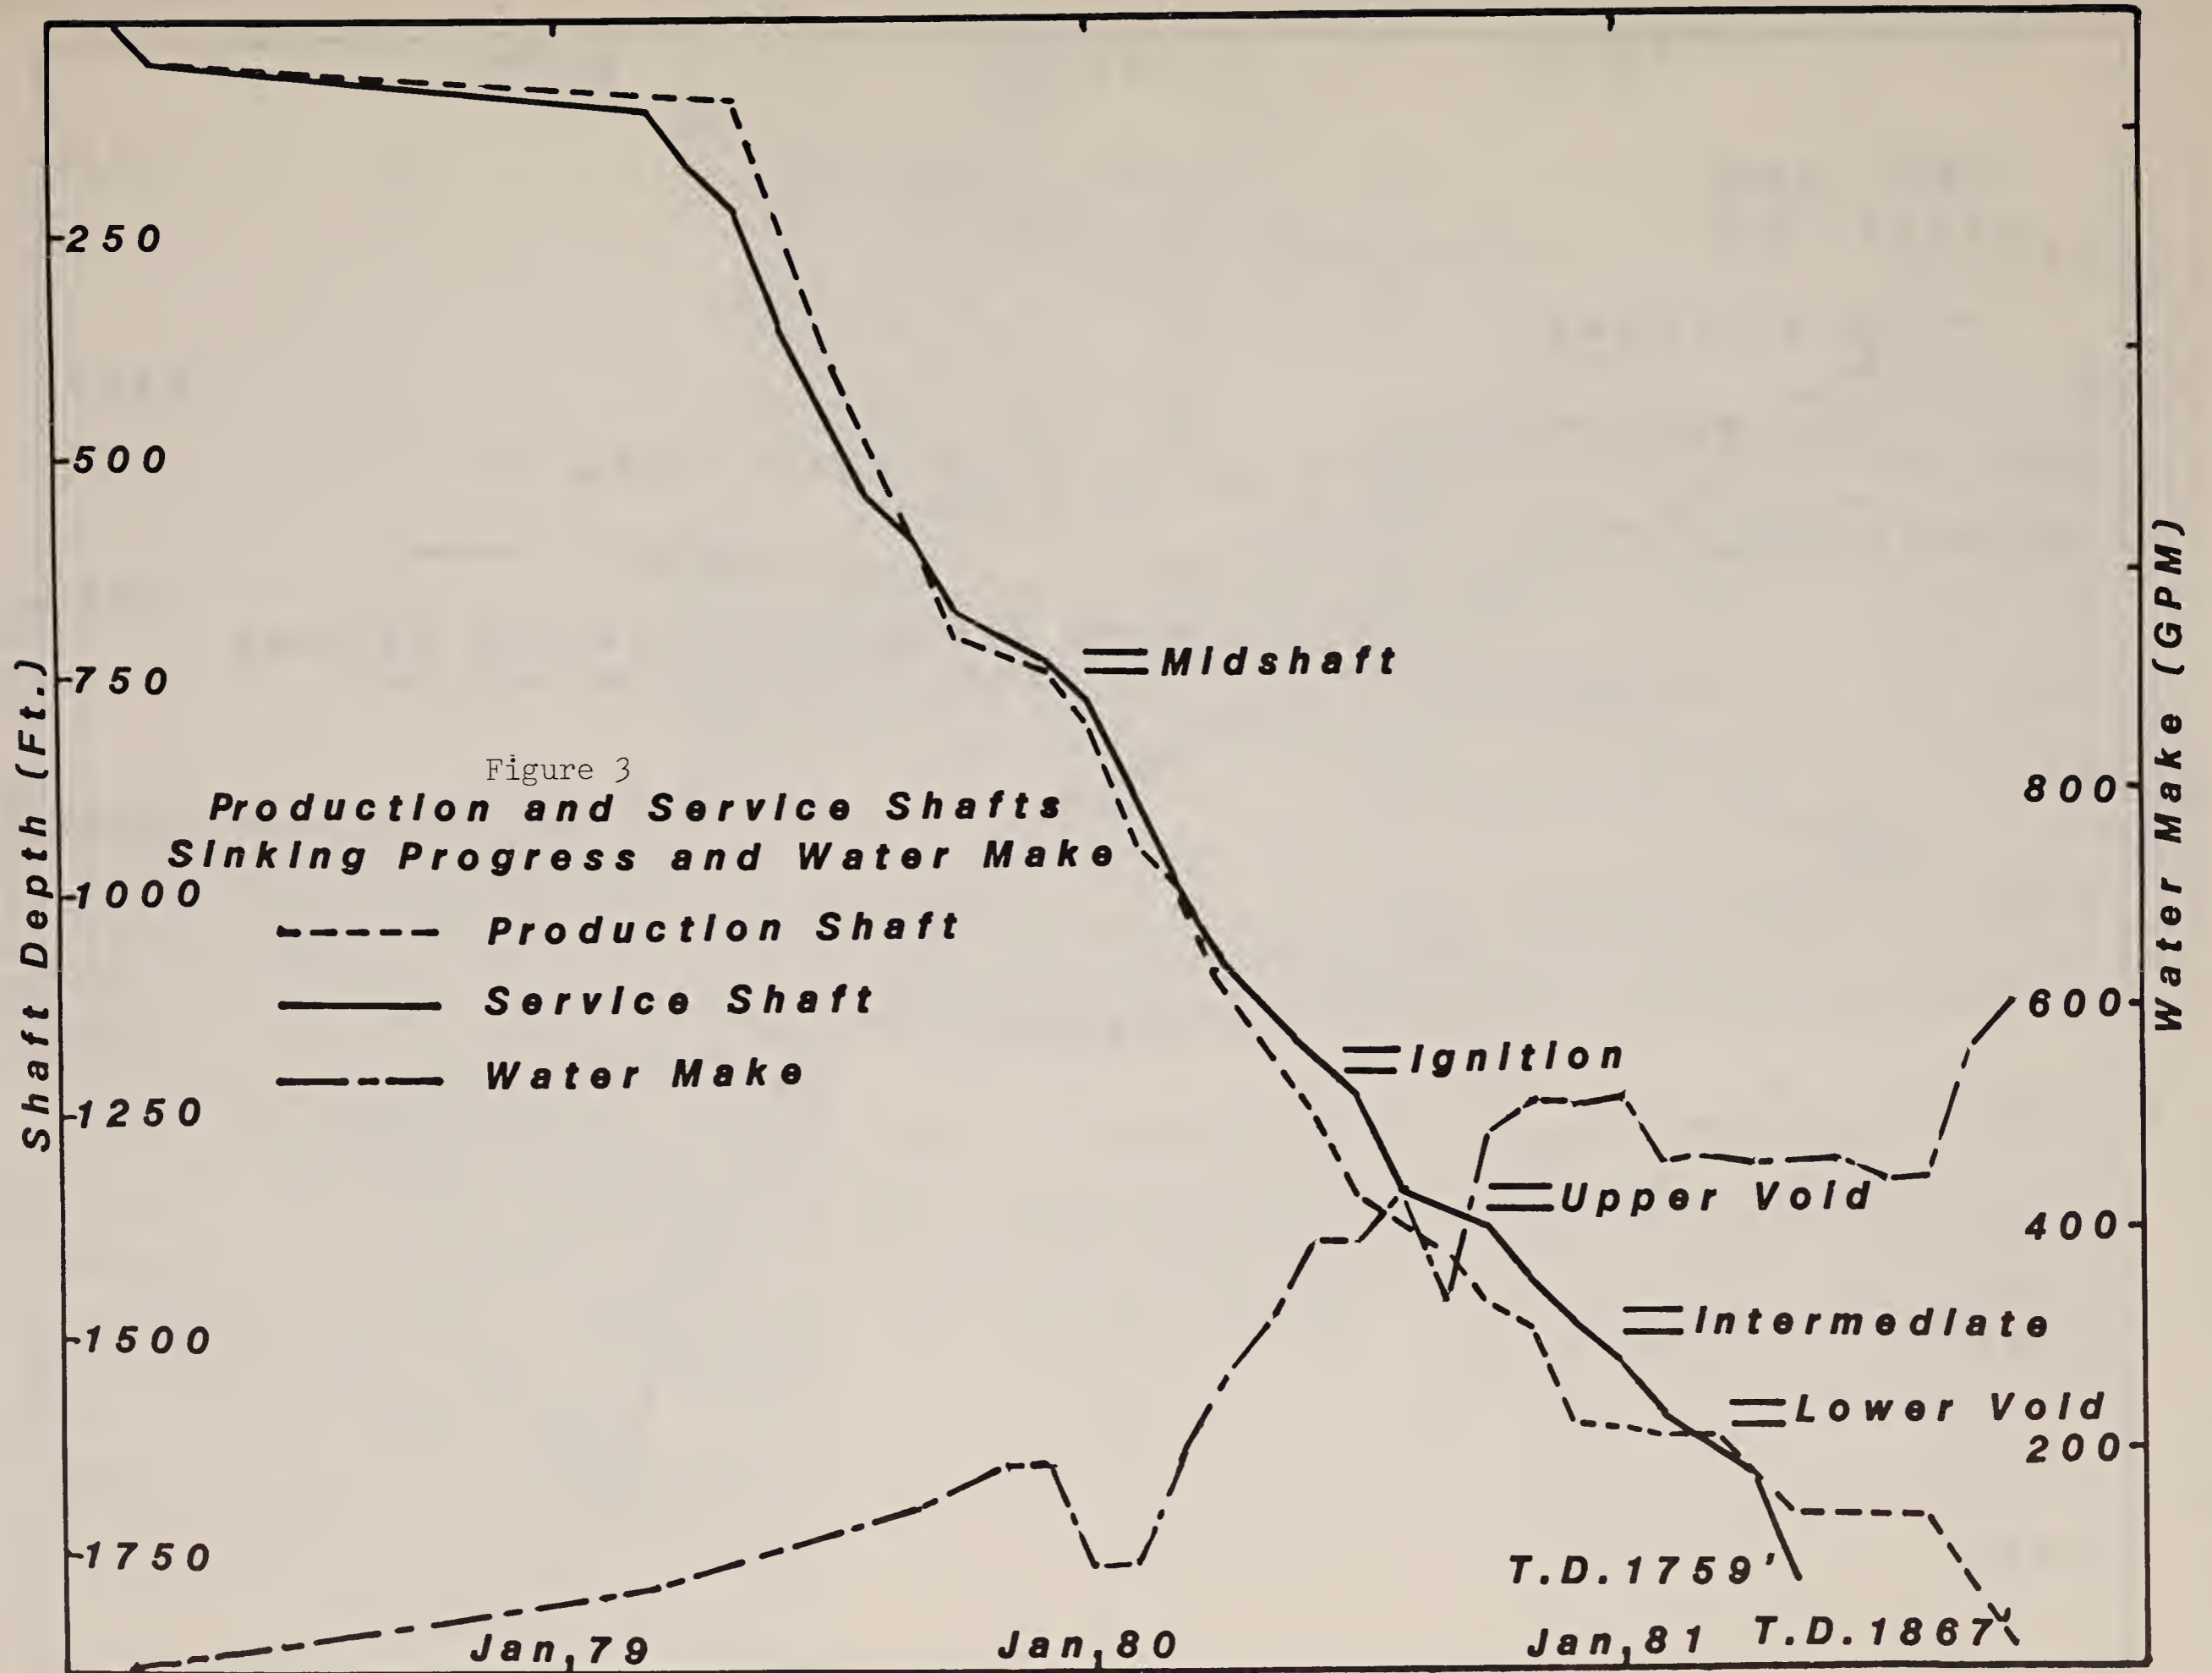 250
500
750
1000
1250
1500
1750
Shaft Depth (Ft.)
Figure 3
Production and Service Shafts
Sinking Progress and Water Make
Production Shaft
Service Shaft
Water Make
Midshaft
Ignition
Upper Void
Intermediate
Lower Void
T.D.1759'
T.D.1867'
Jan,79
Jan,80
Jan,81
800
600
400
200
Water Make (GPM)